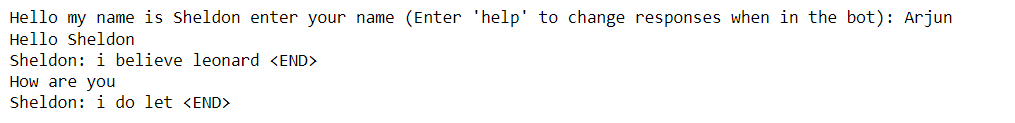 Hello my name is Sheldon enter your name (Enter 'help' to change responses when in the bot): Arjun
Hello Sheldon
Sheldon: i believe leonard <END>
How are you
Sheldon: i do let <END>